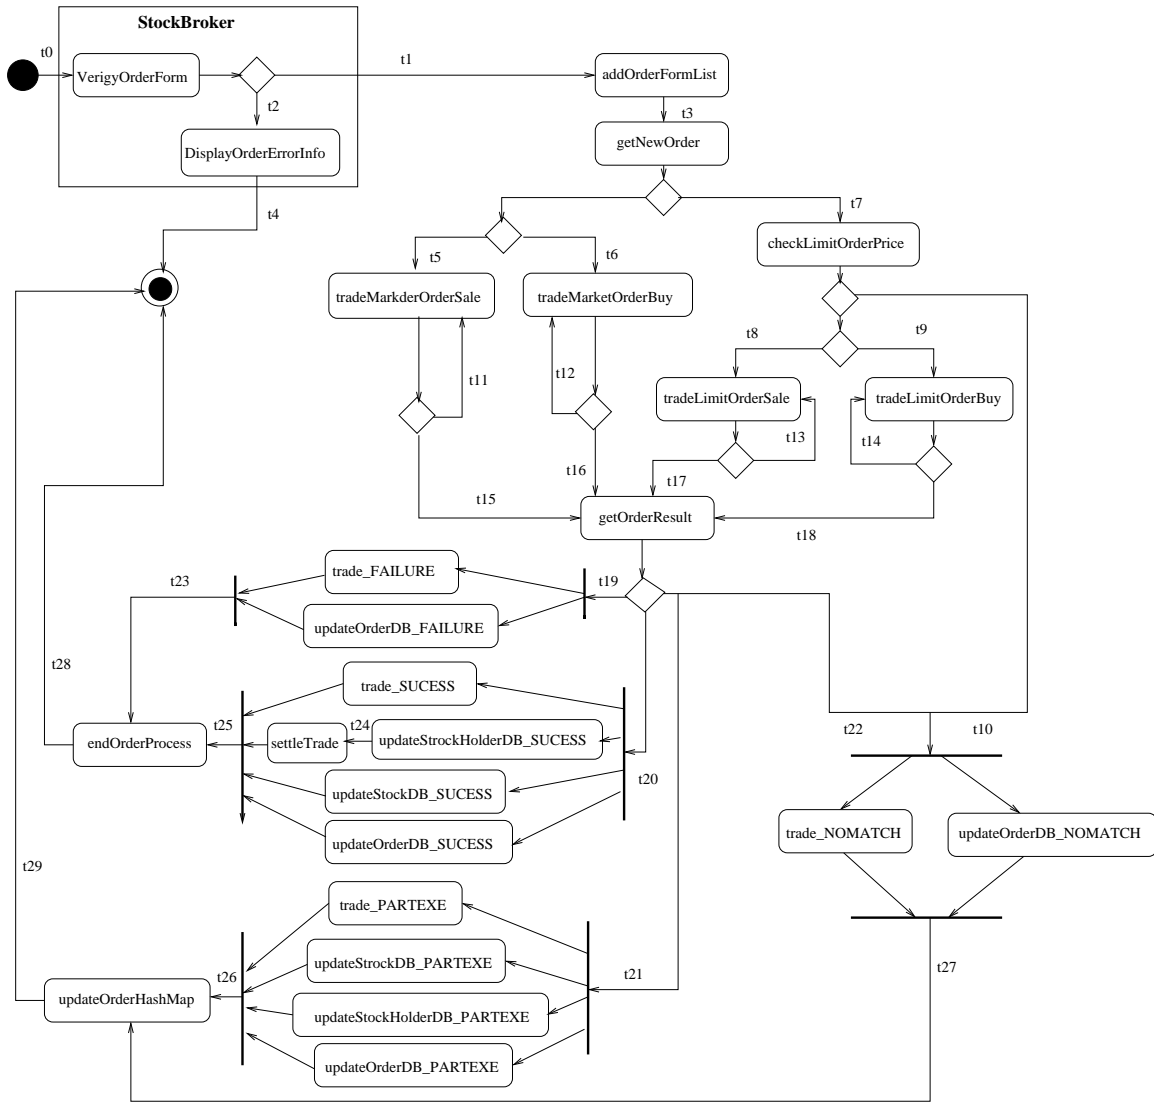 StockBroker
t0
t1
VerigyOrderForm
addOrderFormList
t2
t3
DisplayOrderErrorInfo
getNewOrder
t4
t7
t5
t6
checkLimitOrderPrice
tradeMarkderOrderSale
tradeMarketOrderBuy
t8
t9
t11
t12
tradeLimitOrderSale
tradeLimitOrderBuy
t13
t14
t16
t17
t15
getOrderResult
t18
trade_FAILURE
t23
t19
updateOrderDB_FAILURE
t28
trade_SUCESS
t25
t24
t22
t10
endOrderProcess
settleTrade
updateStrockHolderDB_SUCESS
t20
updateStockDB_SUCESS
trade_NOMATCH
updateOrderDB_NOMATCH
updateOrderDB_SUCESS
t29
trade_PARTEXE
updateStrockDB_PARTEXE
t26
t21
t27
updateOrderHashMap
updateStockHolderDB_PARTEXE
updateOrderDB_PARTEXE